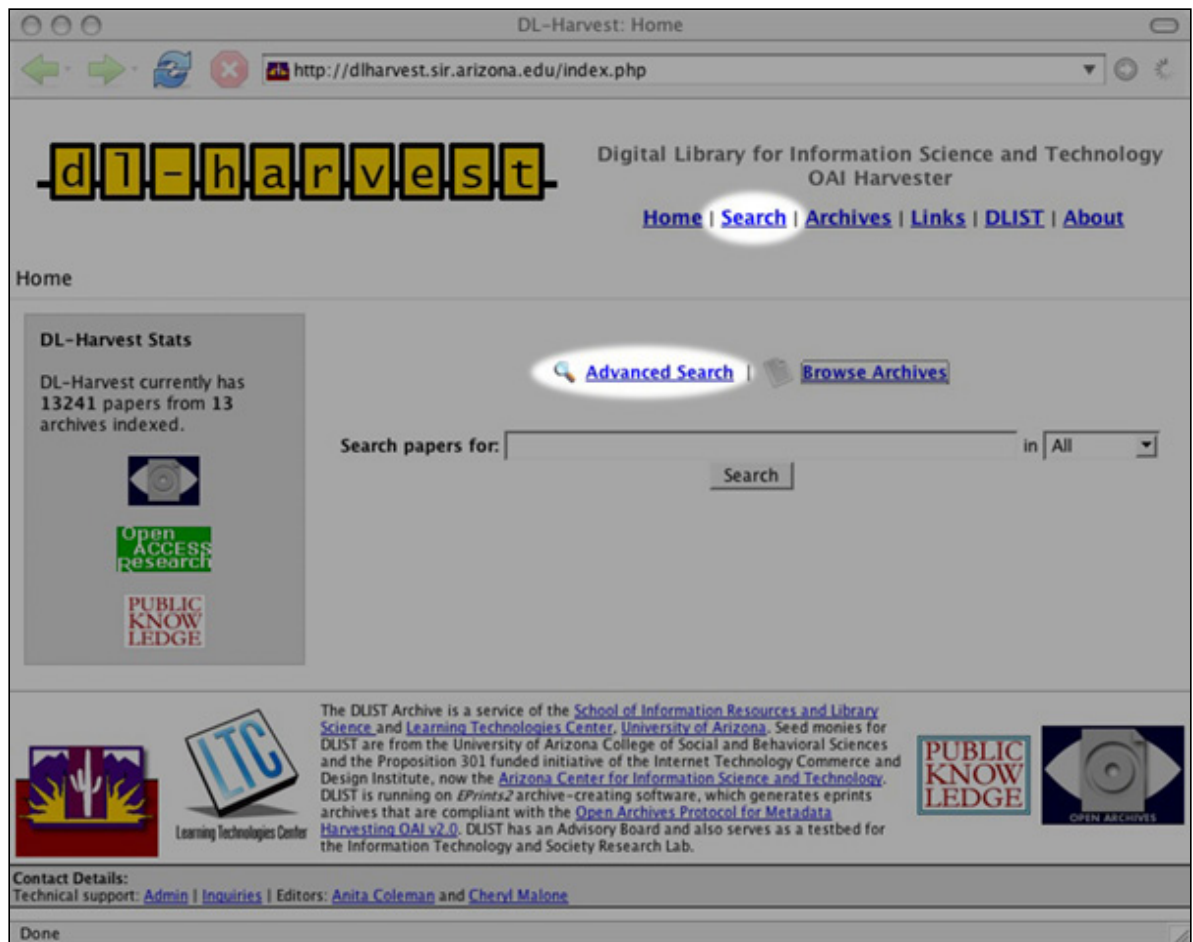 DL-Harvest: Home
http://dlharvest.sir.arizona.edu/index.php
dl-harvest
Digital Library for Information Science and Technology
OAI Harvester
Home | Search | Archives | Links | DLIST | About
Home
DL-Harvest Stats
DL-Harvest currently has
13241 papers from 13
archives indexed.
Open
ACCESS
Research
PUBLIC
KNOW
LEDGE
Advanced Search | Browse Archives
Search papers for: in All
Search
LTC
Learning Technologies Center
The DLIST Archive is a service of the School of Information Resources and Library
Science and Learning Technologies Center, University of Arizona. Seed monies for
DLIST are from the University of Arizona College of Social and Behavioral Sciences
and the Proposition 301 funded initiative of the Internet Technology Commerce and
Design Institute, now the Arizona Center for Information Science and Technology.
DLIST is running on EPrints2 archive-creating software, which generates eprints
archives that are compliant with the Open Archives Protocol for Metadata
Harvesting OAI v2.0. DLIST has an Advisory Board and also serves as a testbed for
the Information Technology and Society Research Lab.
PUBLIC
KNOW
LEDGE
OPEN ARCHIVES
Contact Details:
Technical support: Admin | Inquiries | Editors: Anita Coleman and Cheryl Malone
Done